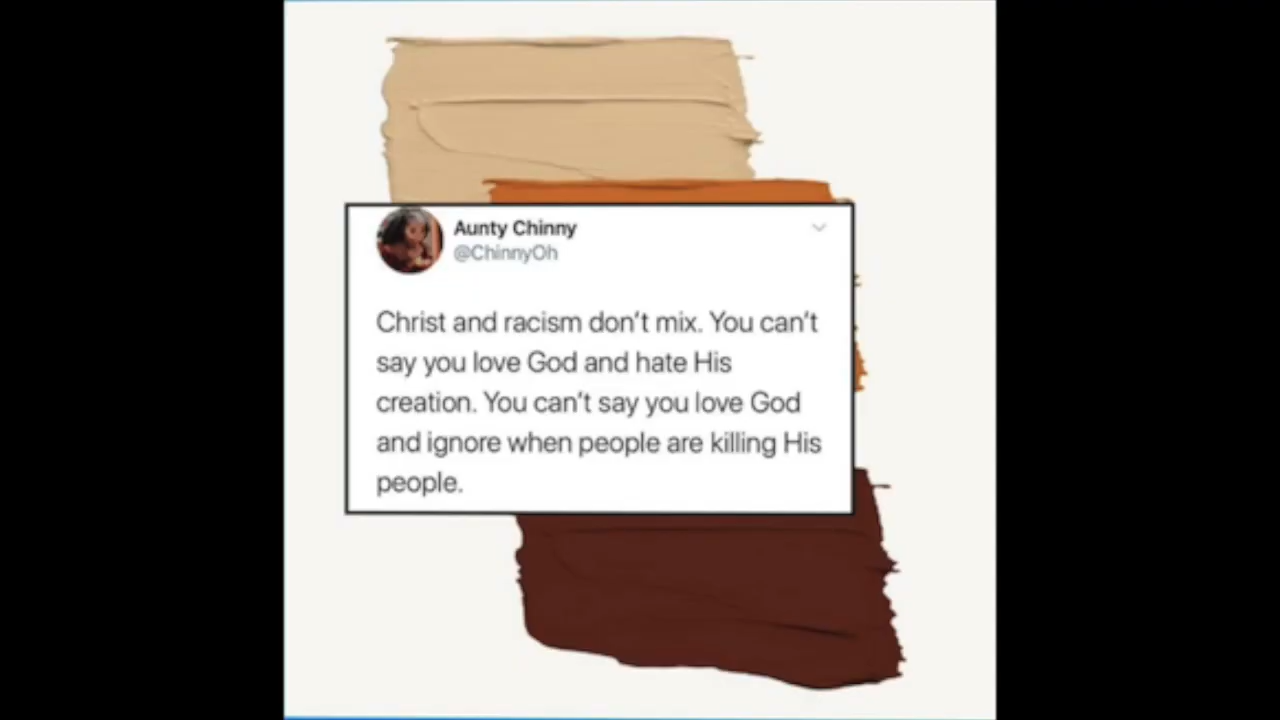 Aunty Chinny
@ChinnyOh
Christ and racism don't mix. You can't
say you love God and hate His
creation. You can't say you love God
and ignore when people are killing His
people.